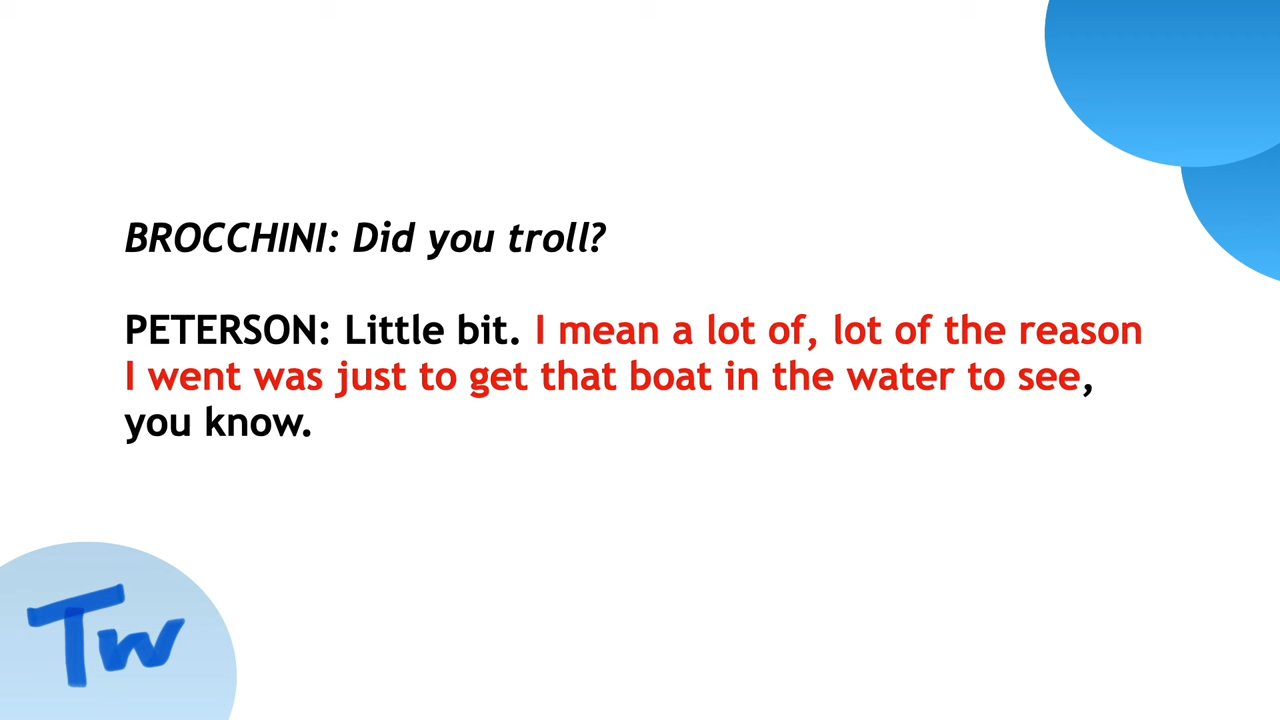 BROCCHINI: Did you troll?
PETERSON: Little bit. I mean a lot of, lot of the reason
I went was just to get that boat in the water to see,
you know.
Tw